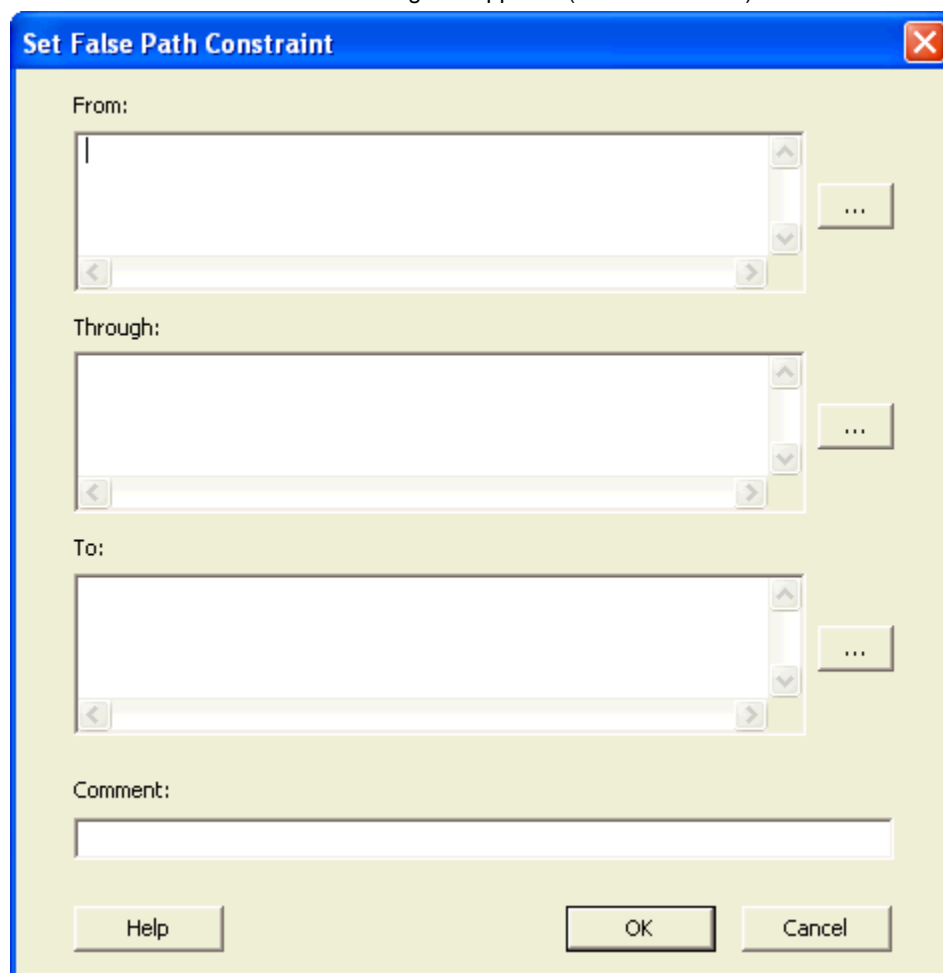 Set False Path Constraint
From:
...
Through:
...
To:
...
Comment:
Help
OK
Cancel